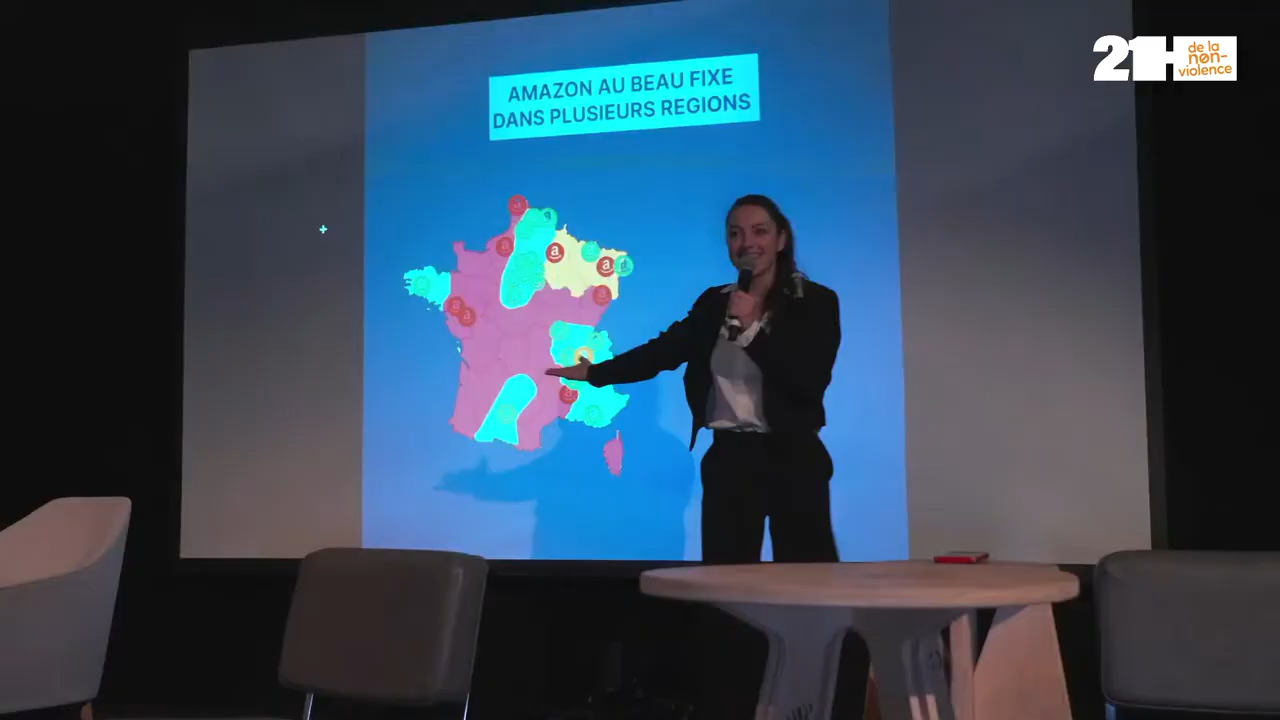 AMAZON AU BEAU FIXE
DANS PLUSIEURS REGIONS
21H
de la
non-
violence
a
a
a
a
a
a
a
a